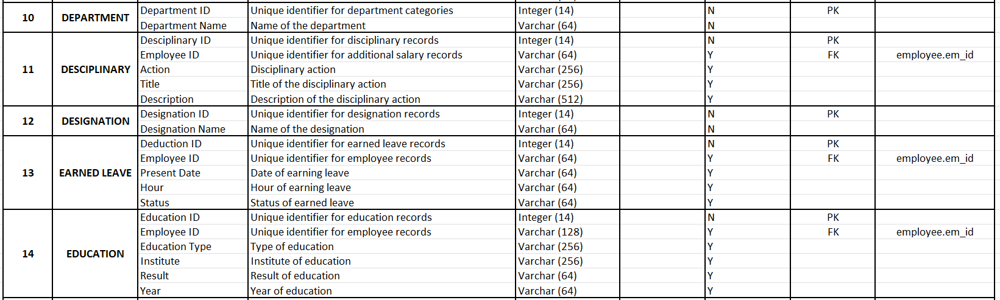 10 DEPARTMENT Department ID Unique identifier for department categories Integer (14) N PK
Department Name Name of the department Varchar (64) N
Desciplinary ID Unique identifier for disciplinary records Integer (14) N PK
Employee ID Unique identifier for additional salary records Varchar (64) Y FK employee.em_id
11 DESCIPLINARY Action Disciplinary action Varchar (256) Y
Title Title of the disciplinary action Varchar (256) Y
Description Description of the disciplinary action Varchar (512) Y
12 DESIGNATION Designation ID Unique identifier for designation records Integer (14) N PK
Designation Name Name of the designation Varchar (64) N
Deduction ID Unique identifier for earned leave records Integer (14) N PK
Employee ID Unique identifier for employee records Varchar (64) Y FK employee.em_id
13 EARNED LEAVE Present Date Date of earning leave Varchar (64) Y
Hour Hour of earning leave Varchar (64) Y
Status Status of earned leave Varchar (64) Y
Education ID Unique identifier for education records Integer (14) N PK
Employee ID Unique identifier for employee records Varchar (128) Y FK employee.em_id
Education Type Type of education Varchar (256) Y
14 EDUCATION Institute Institute of education Varchar (256) Y
Result Result of education Varchar (64) Y
Year Year of education Varchar (64) Y